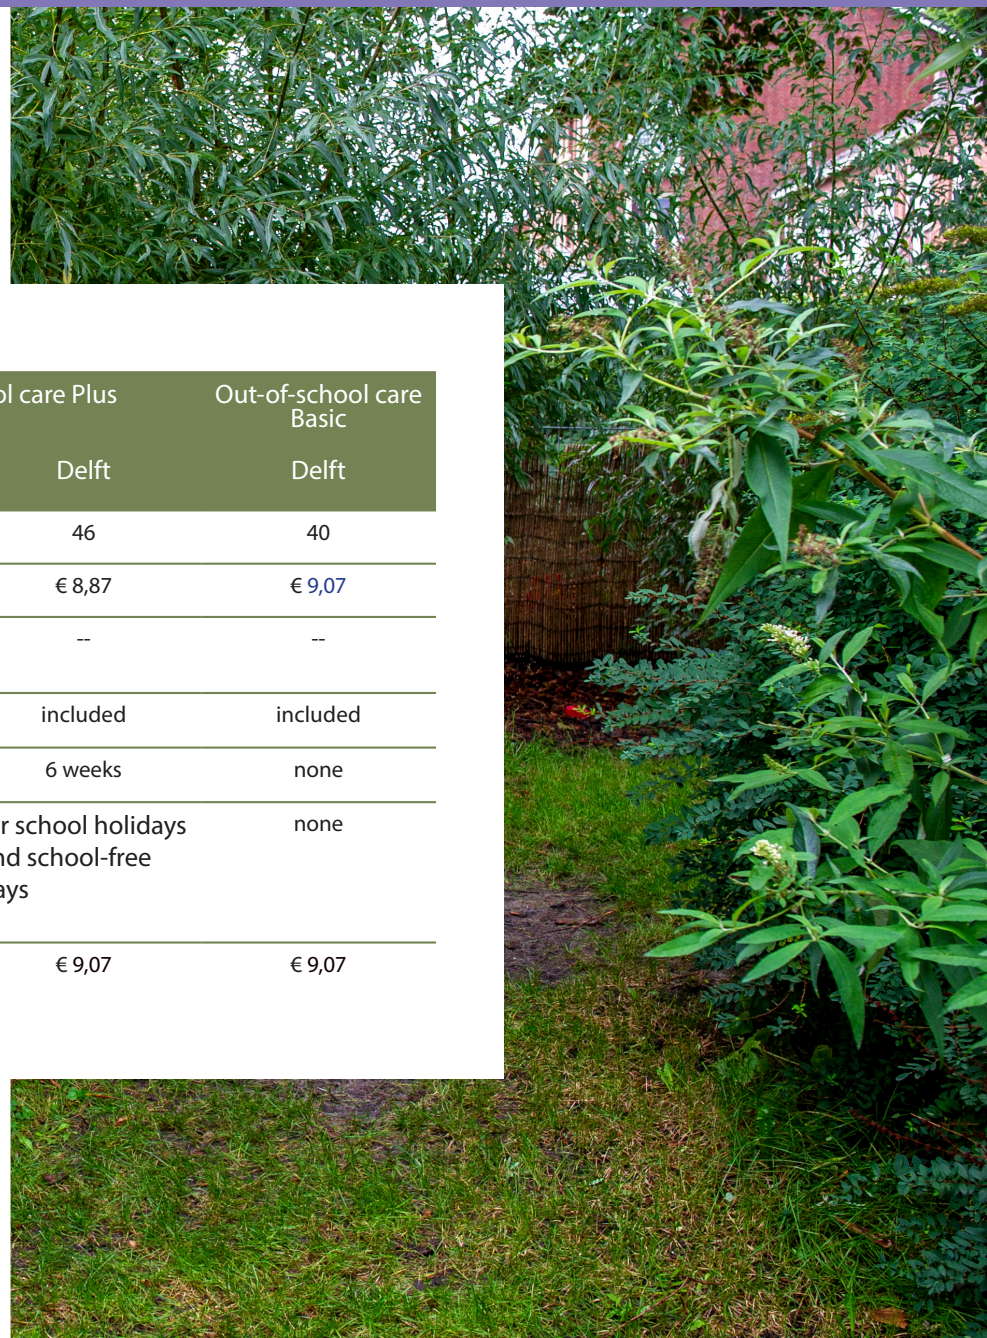 ol care Plus Out-of-school care
Basic
Delft Delft
46 40
€ 8,87 € 9,07
-- --
included included
6 weeks none
r school holidays none
nd school-free
ays
€ 9,07 € 9,07